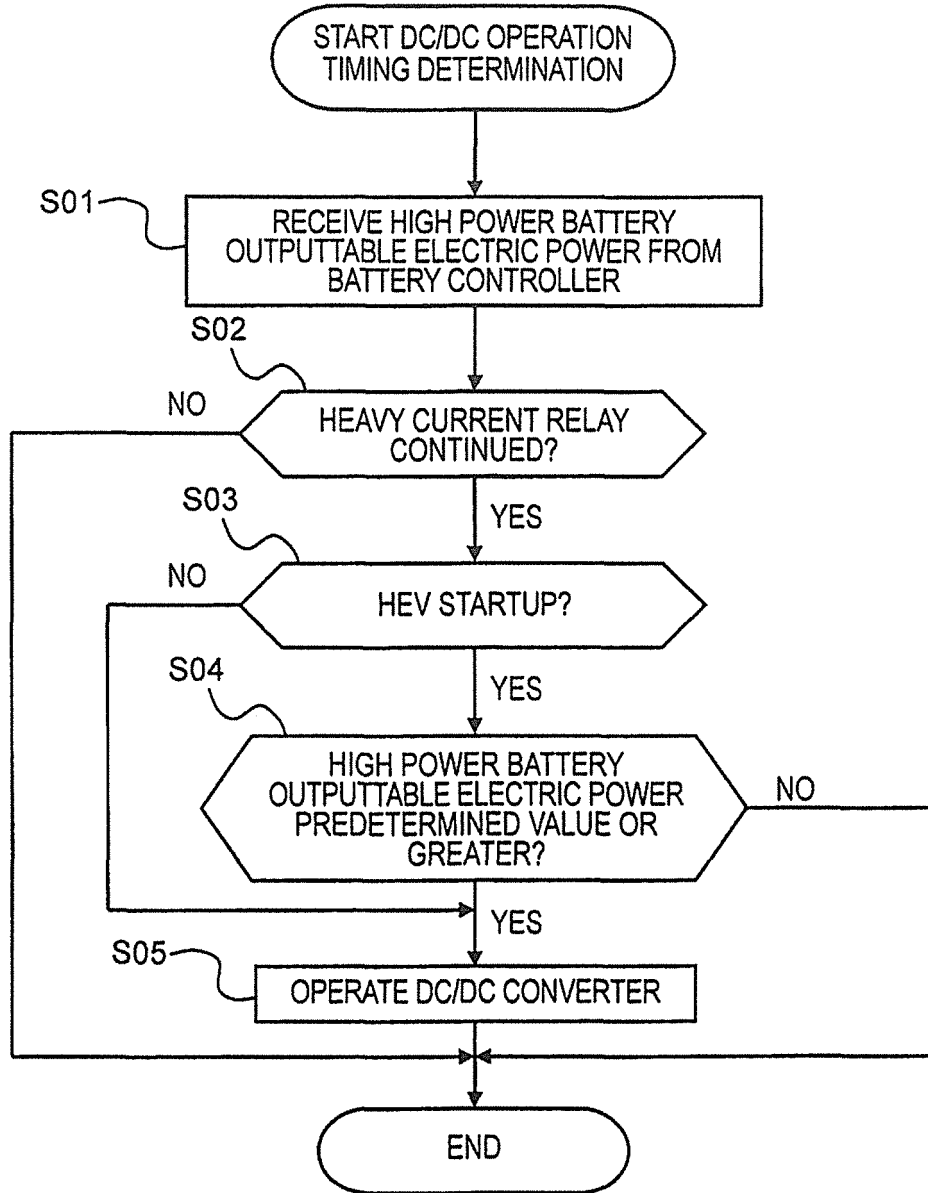 START DC/DC OPERATION
TIMING DETERMINATION
S01
RECEIVE HIGH POWER BATTERY
OUTPUTTABLE ELECTRIC POWER FROM
BATTERY CONTROLLER
S02
NO
HEAVY CURRENT RELAY
CONTINUED?
YES
S03
NO
HEV STARTUP?
YES
S04
HIGH POWER BATTERY
OUTPUTTABLE ELECTRIC POWER
PREDETERMINED VALUE OR
GREATER?
NO
YES
S05
OPERATE DC/DC CONVERTER
END